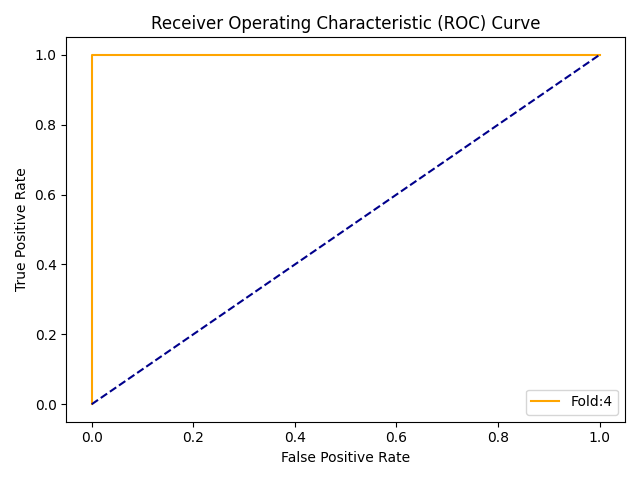 Receiver Operating Characteristic (ROC) Curve
True Positive Rate
1.0
0.8
0.6
0.4
0.2
0.0
Fold:4
0.0 0.2 0.4 0.6 0.8 1.0
False Positive Rate